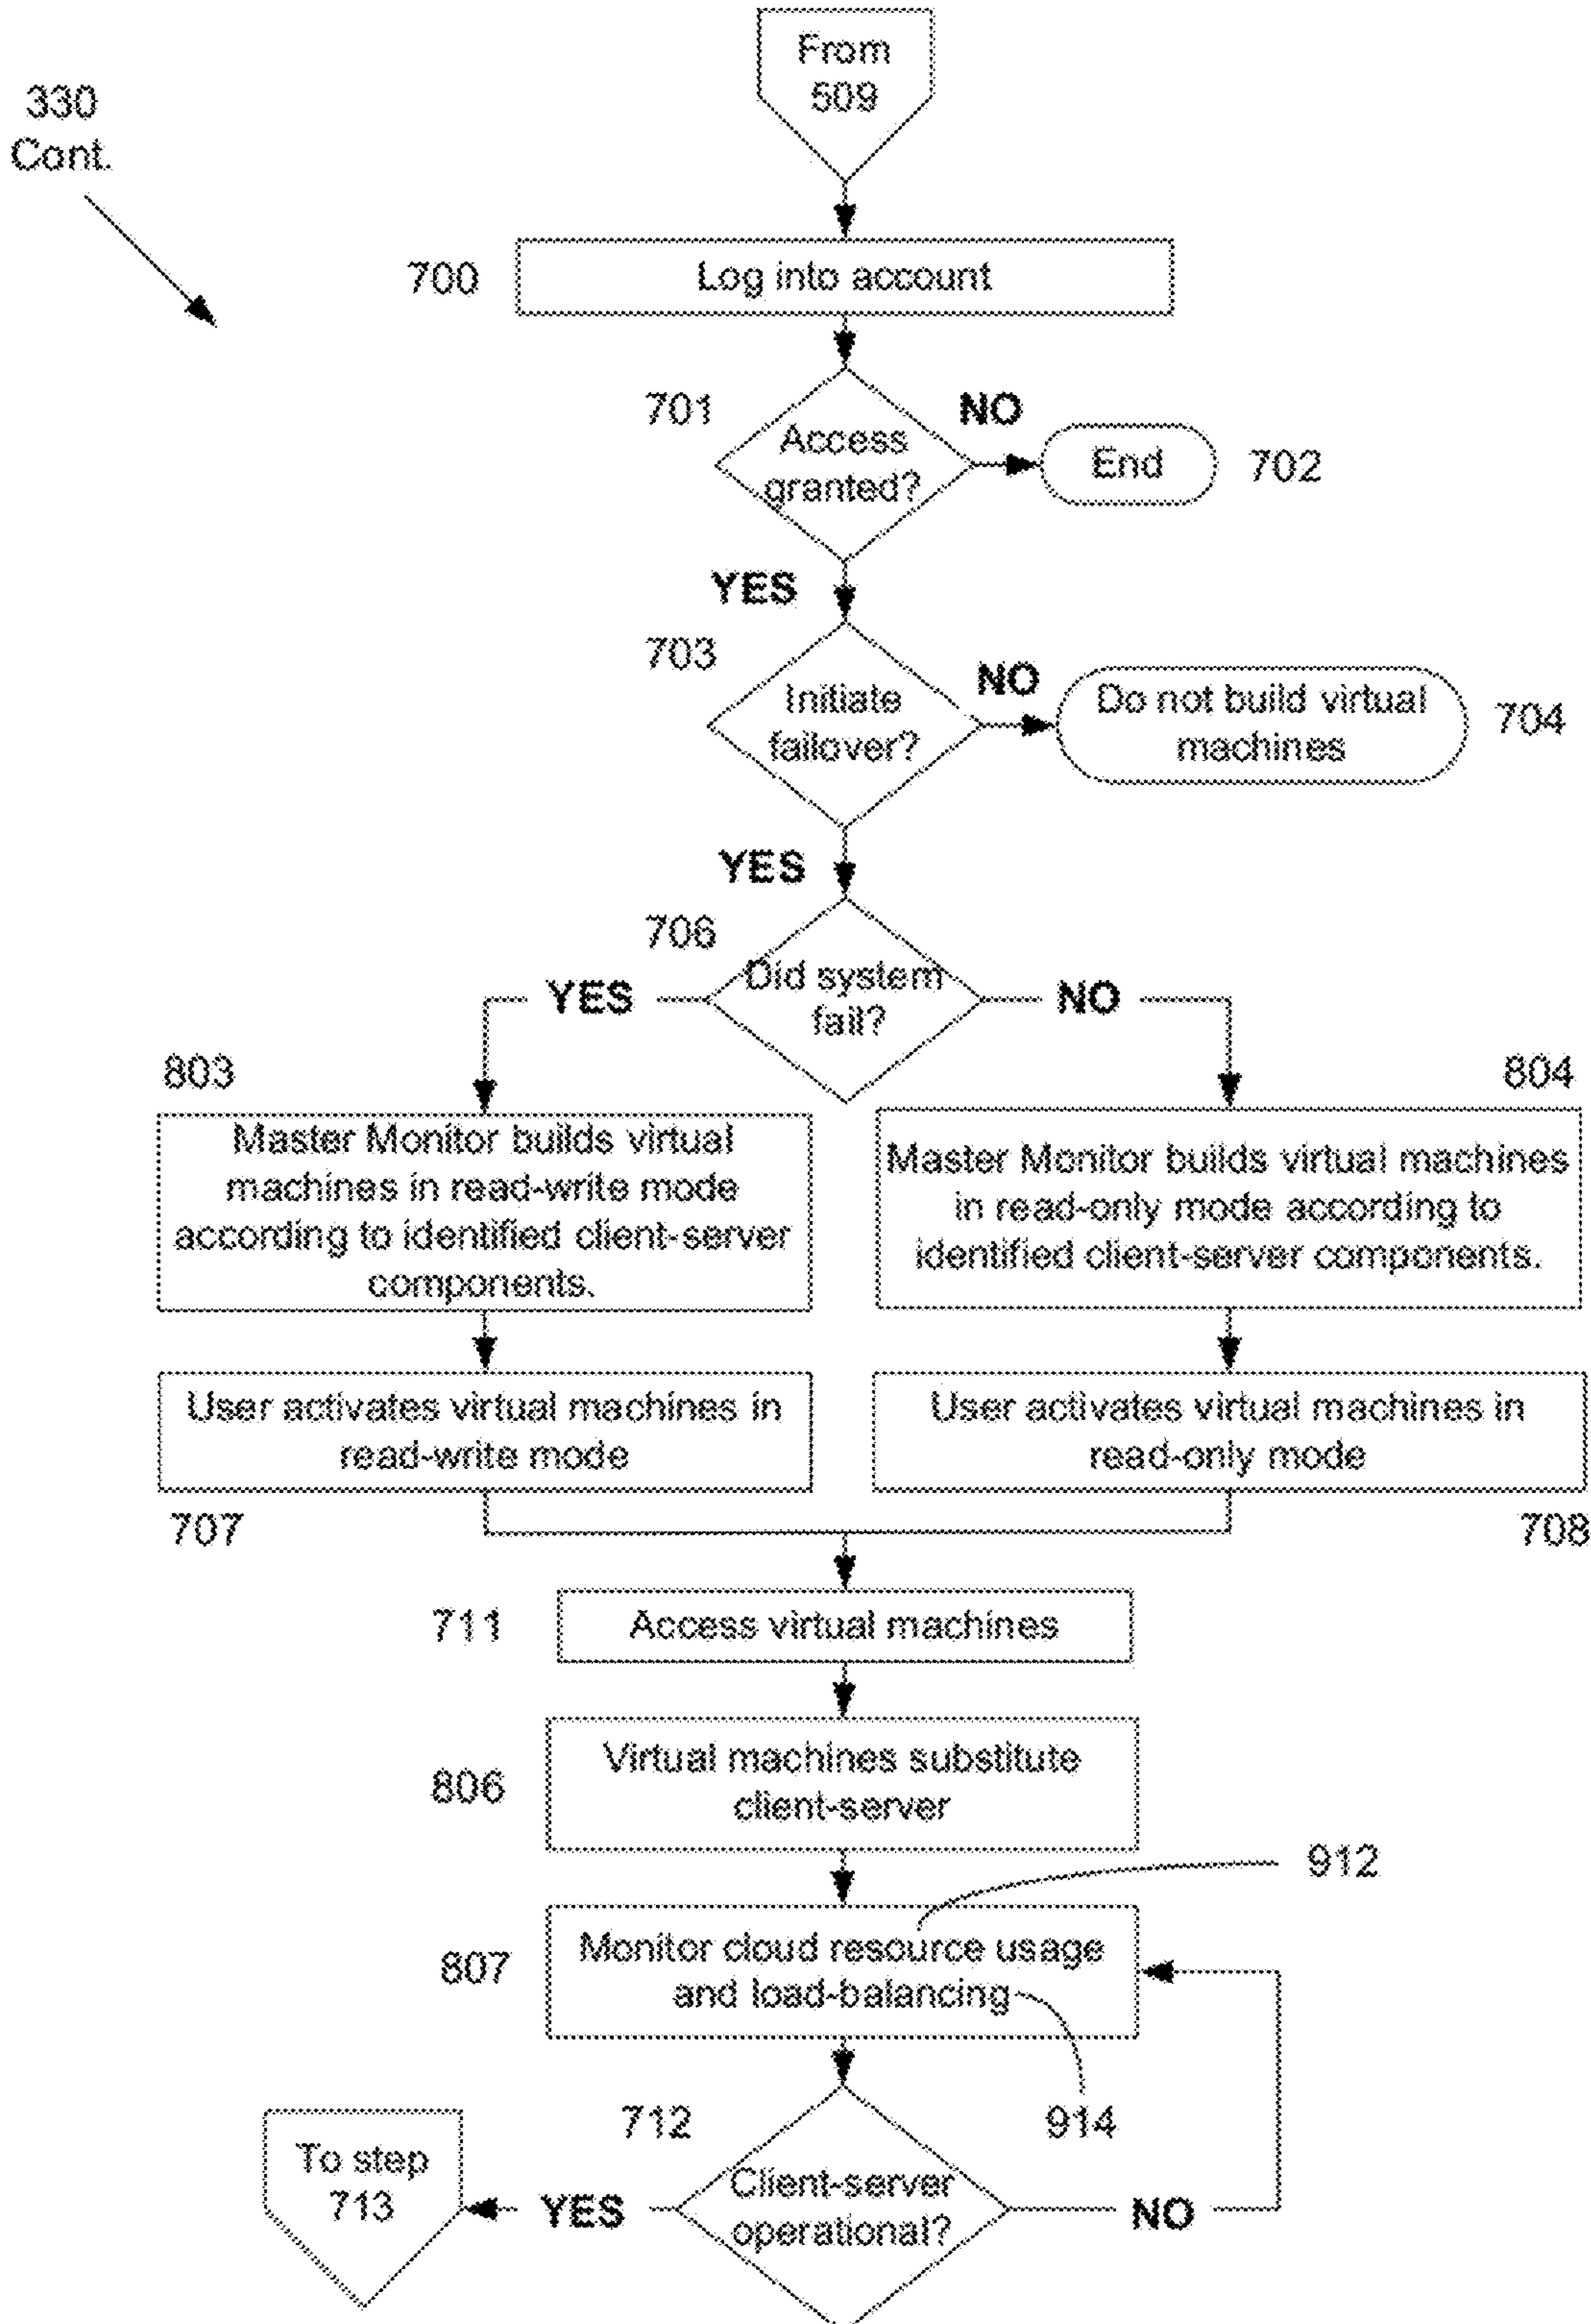 From
509
330
Cont.
700
Log into account
701
Access
granted?
NO
End
702
YES
703
Initiate
failover?
NO
Do not build virtual
machines
704
YES
706
Did system
fail?
YES
NO
803
Master Monitor builds virtual
machines in read-write mode
according to identified client-server
components.
804
Master Monitor builds virtual machines
in read-only mode according to
identified client-server components.
User activates virtual machines in
read-write mode
707
User activates virtual machines in
read-only mode
708
711
Access virtual machines
806
Virtual machines substitute
client-server
912
807
Monitor cloud resource usage
and load-balancing
914
712
Client-server
operational?
YES
NO
To step
713